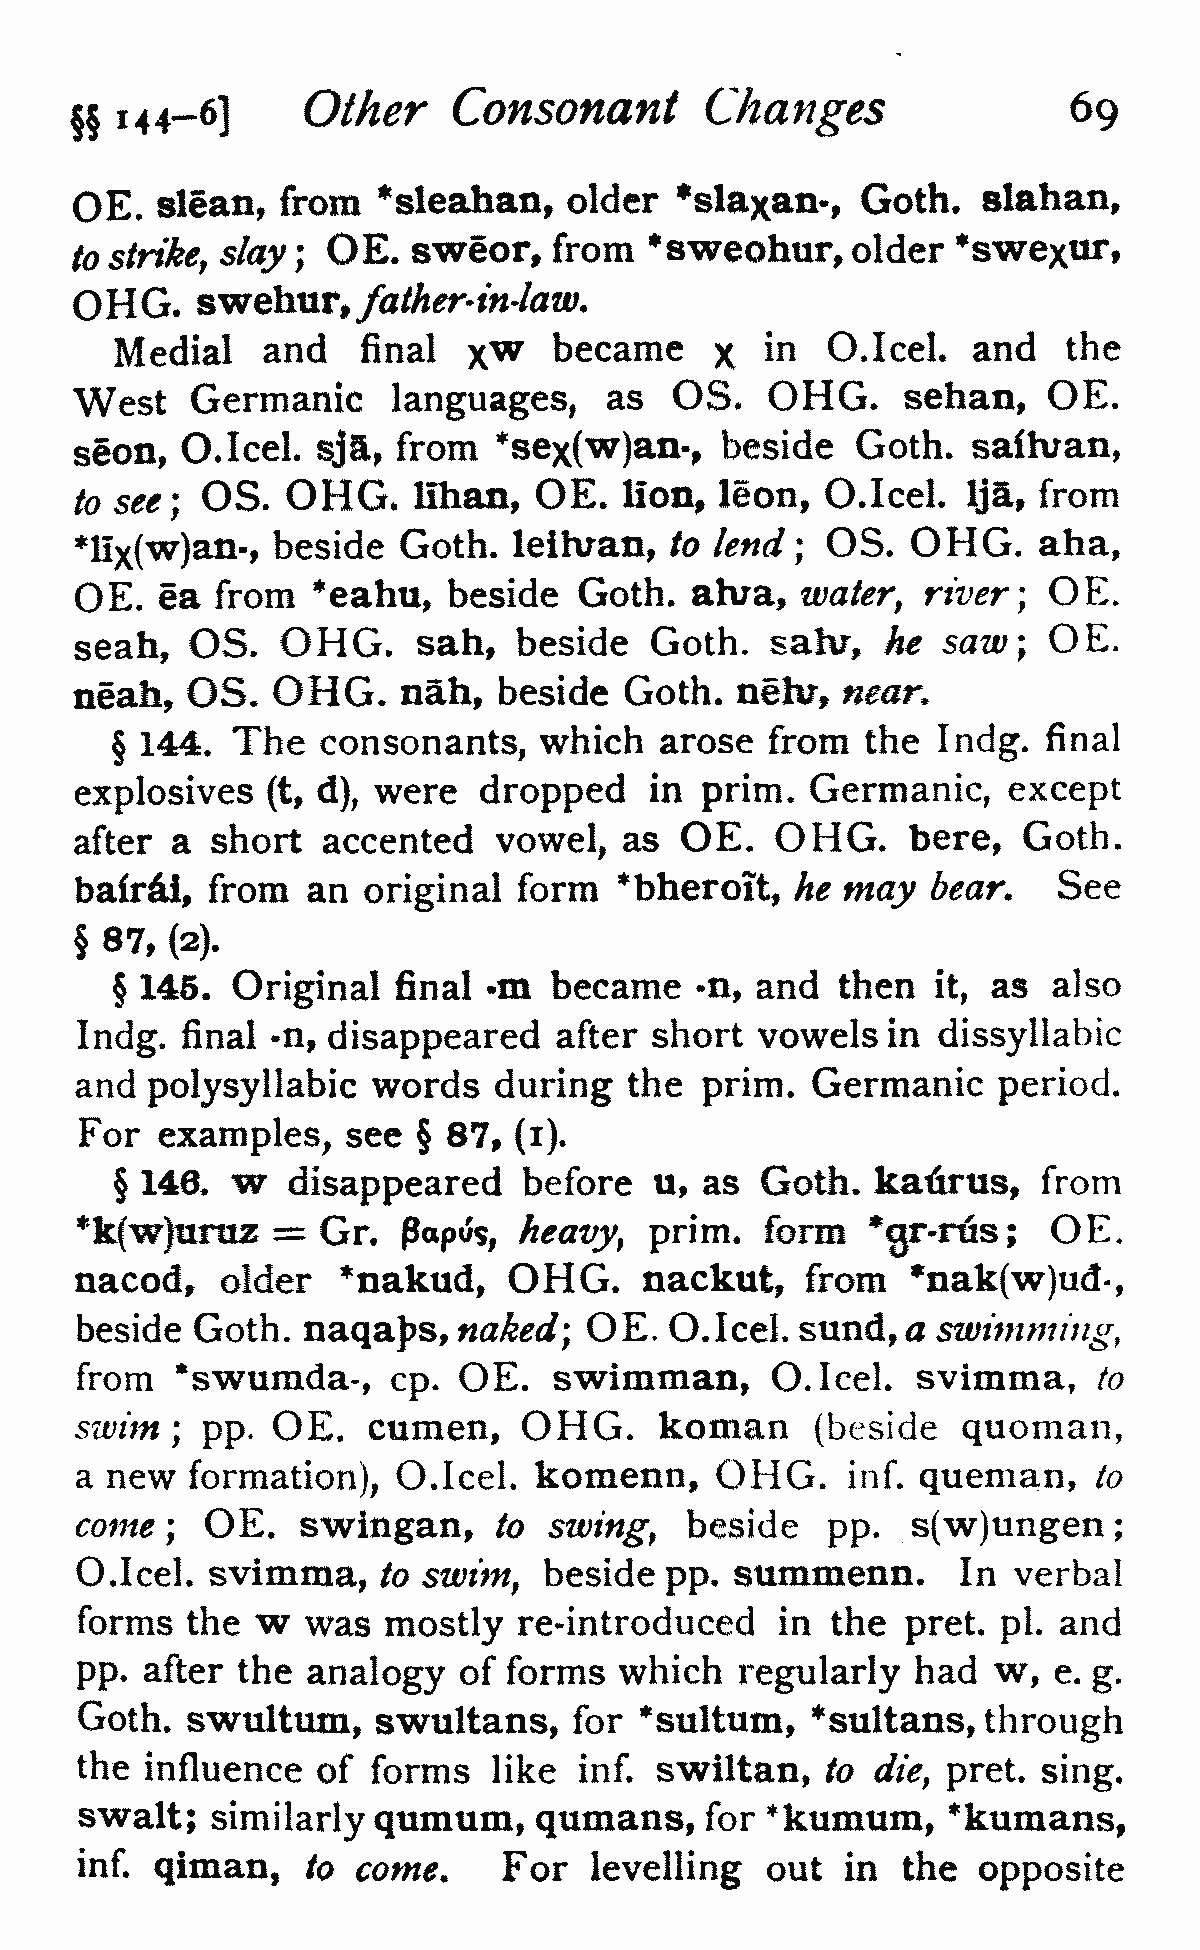 §§ 144–6] Other Consonant Changes 69
OE. slēan, from *sleahan, older *slaχan-, Goth. slahan,
to strike, slay; OE. swēor, from *sweohur, older *sweχur,
OHG. swehur, father-in-law.
Medial and final χw became χ in O.Icel. and the
West Germanic languages, as OS. OHG. sehan, OE.
sēon, O.Icel. sjā, from *seχ(w)an-, beside Goth. saíƕan,
to see; OS. OHG. līhan, OE. līon, lēon, O.Icel. ljā, from
*līχ(w)an-, beside Goth. leiƕan, to lend; OS. OHG. aha,
OE. ēa from *eahu, beside Goth. aƕa, water, river; OE.
seah, OS. OHG. sah, beside Goth. saƕ, he saw; OE.
nēah, OS. OHG. nāh, beside Goth. nēƕ, near.
§ 144. The consonants, which arose from the Indg. final
explosives (t, d), were dropped in prim. Germanic, except
after a short accented vowel, as OE. OHG. bere, Goth.
baírái, from an original form *bheroĩt, he may bear. See
§ 87, (2).
§ 145. Original final -m became -n, and then it, as also
Indg. final -n, disappeared after short vowels in dissyllabic
and polysyllabic words during the prim. Germanic period.
For examples, see § 87, (1).
§ 146. w disappeared before u, as Goth. kaúrus, from
*k(w)uruz = Gr. βαρύς, heavy, prim. form *gr-rús; OE.
nacod, older *nakud, OHG. nackut, from *nak(w)uđ-,
beside Goth. naqaþs, naked; OE. O.Icel. sund, a swimming,
from *swumda-, cp. OE. swimman, O.Icel. svimma, to
swim; pp. OE. cumen, OHG. koman (beside quoman,
a new formation), O.Icel. komenn, OHG. inf. queman, to
come; OE. swingan, to swing, beside pp. s(w)ungen;
O.Icel. svimma, to swim, beside pp. summenn. In verbal
forms the w was mostly re-introduced in the pret. pl. and
pp. after the analogy of forms which regularly had w, e. g.
Goth. swultum, swultans, for *sultum, *sultans, through
the influence of forms like inf. swiltan, to die, pret. sing.
swalt; similarly qumum, qumans, for *kumum, *kumans,
inf. qiman, to come. For levelling out in the opposite